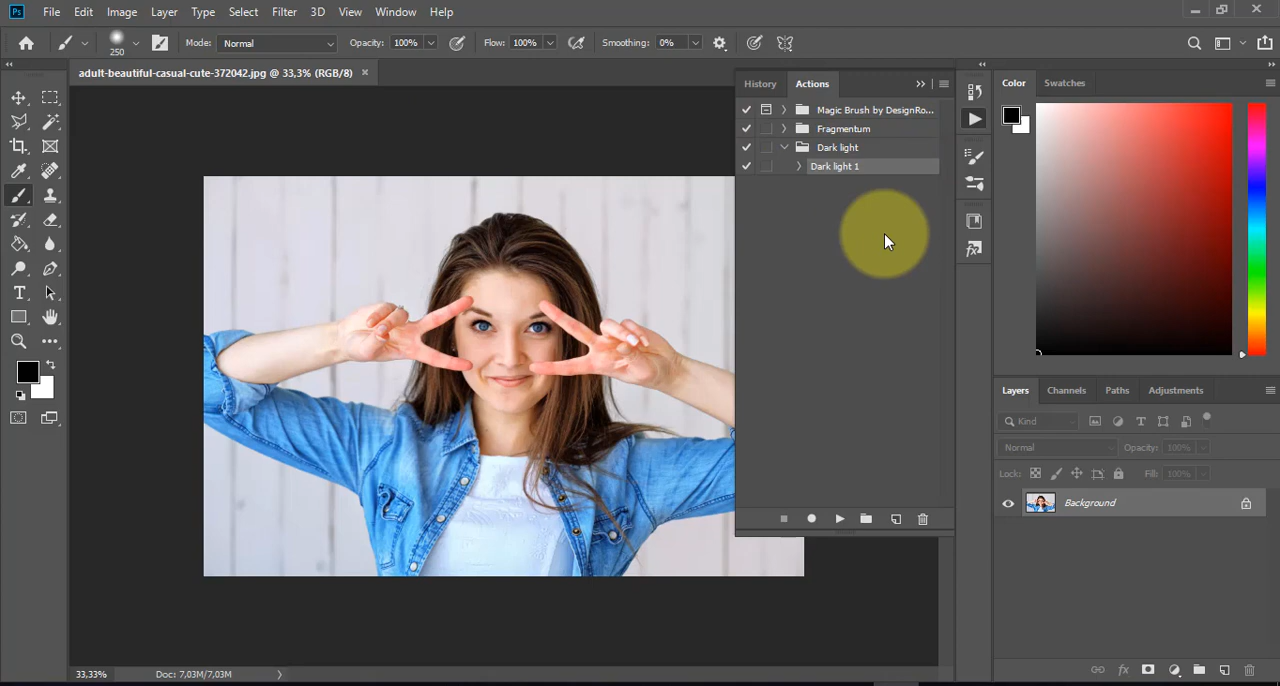 Ps File Edit Image Layer Type Select Filter 3D View Window Help
250 Mode: Normal Opacity: 100% Flow: 100% Smoothing: 0%
adult-beautiful-casual-cute-372042.jpg @ 33,3% (RGB/8) ×
History Actions
Magic Brush by DesignRo...
Fragmentum
Dark light
Dark light 1
Color Swatches
Layers Channels Paths Adjustments
Kind
Normal Opacity: 100%
Lock: Fill: 100%
Background
33,33% Doc: 7,03M/7,03M